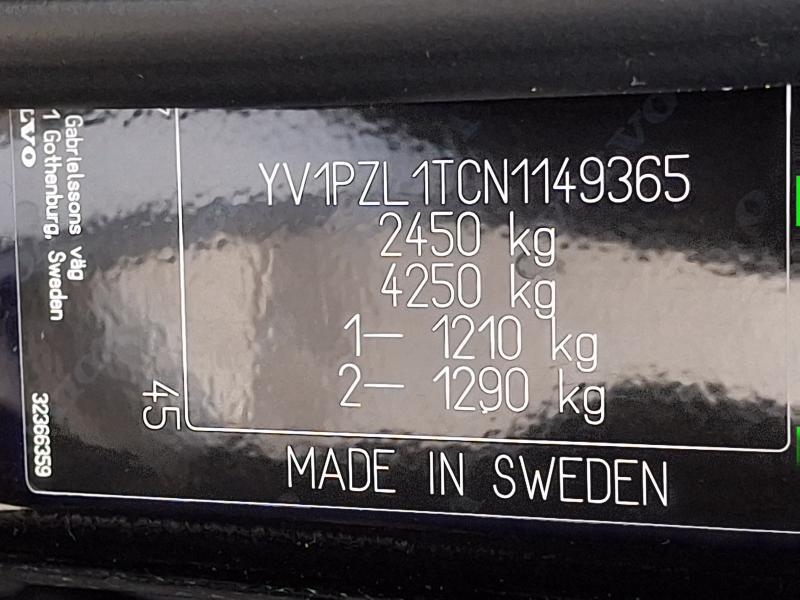 YV1PZL1TCN1149365
2450 kg
4250 kg
1– 1210 kg
2– 1290 kg
MADE IN SWEDEN
45
Gabrielssons väg
1 Gothenburg, Sweden
32366359